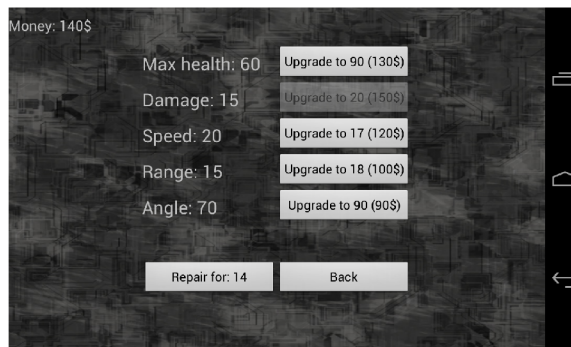 Money: 140$
Max health: 60 Upgrade to 90 (130$)
Damage: 15 Upgrade to 20 (150$)
Speed: 20 Upgrade to 17 (120$)
Range: 15 Upgrade to 18 (100$)
Angle: 70 Upgrade to 90 (90$)
Repair for: 14 Back